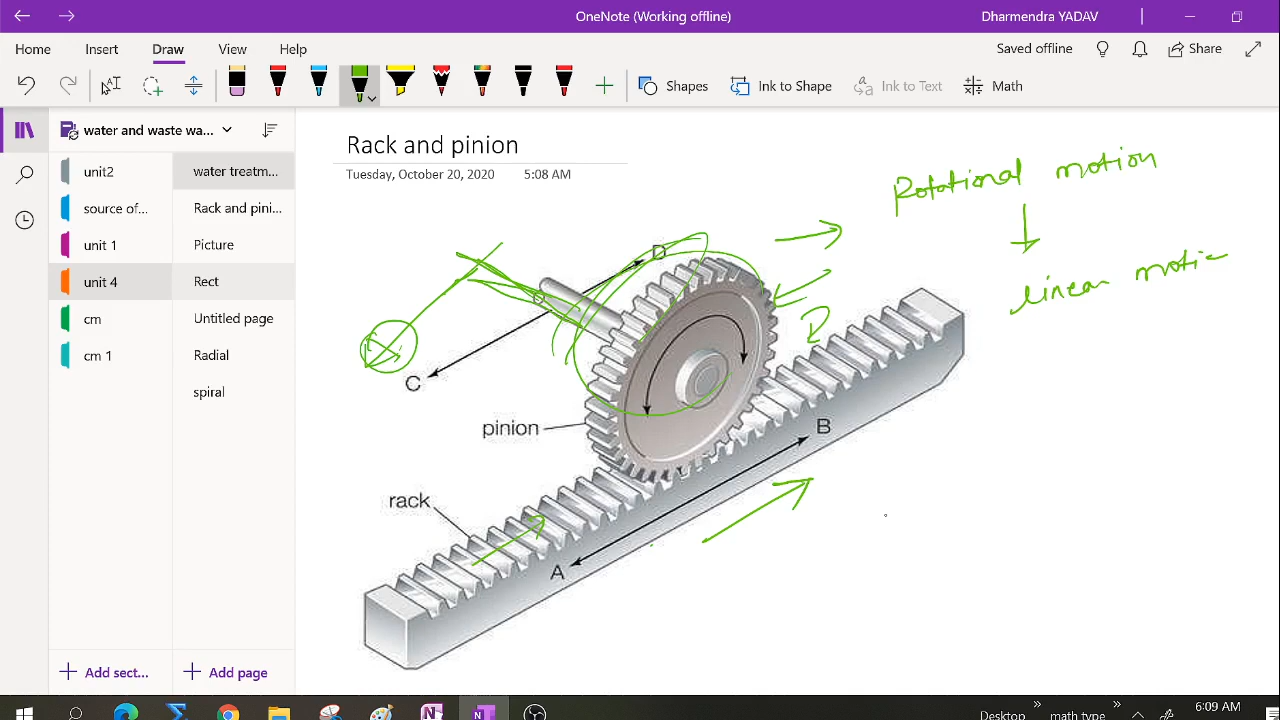 OneNote (Working offline)
Dharmendra YADAV
Home Insert Draw View Help
Saved offline
Share
Shapes
Ink to Shape
Ink to Text
Math
water and waste wa...
unit2
source of...
unit 1
unit 4
cm
cm 1
water treatm...
Rack and pini...
Picture
Rect
Untitled page
Radial
spiral
Add sect...
Add page
Rack and pinion
Tuesday, October 20, 2020 5:08 AM
Rotational motion
linear motion
D
C
pinion
B
rack
A
Desktop
math type
6:09 AM